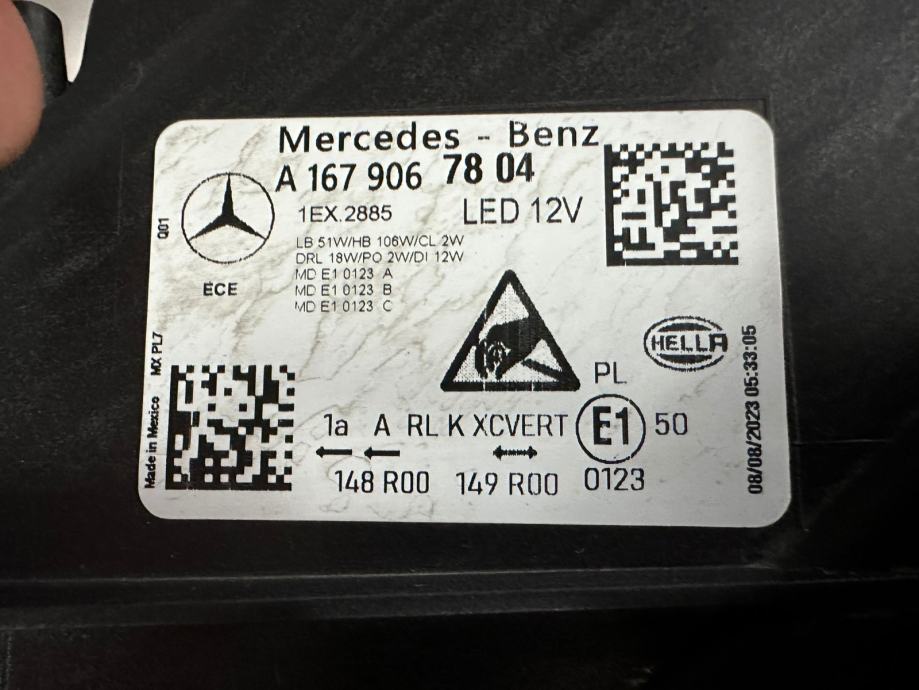 Mercedes - Benz
A 167 906 7804
1EX.2885 LED 12V
LB 51W/HB 106W/CL 2W
DRL 18W/PO 2W/DI 12W
MD E1 0123 A
MD E1 0123 B
MD E1 0123 C
Q01
ECE
HELLA
PL
1a A RL K XCVERT E1 50
148 R00 149 R00 0123
Made in Mexico MX PL7
08/08/2023 05:33:05